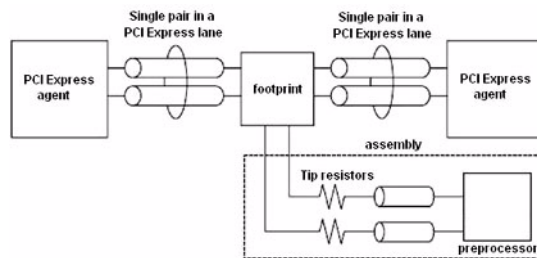 Single pair in a
PCI Express lane
Single pair in a
PCI Express lane
PCI Express
agent
footprint
PCI Express
agent
assembly
Tip resistors
preprocessor